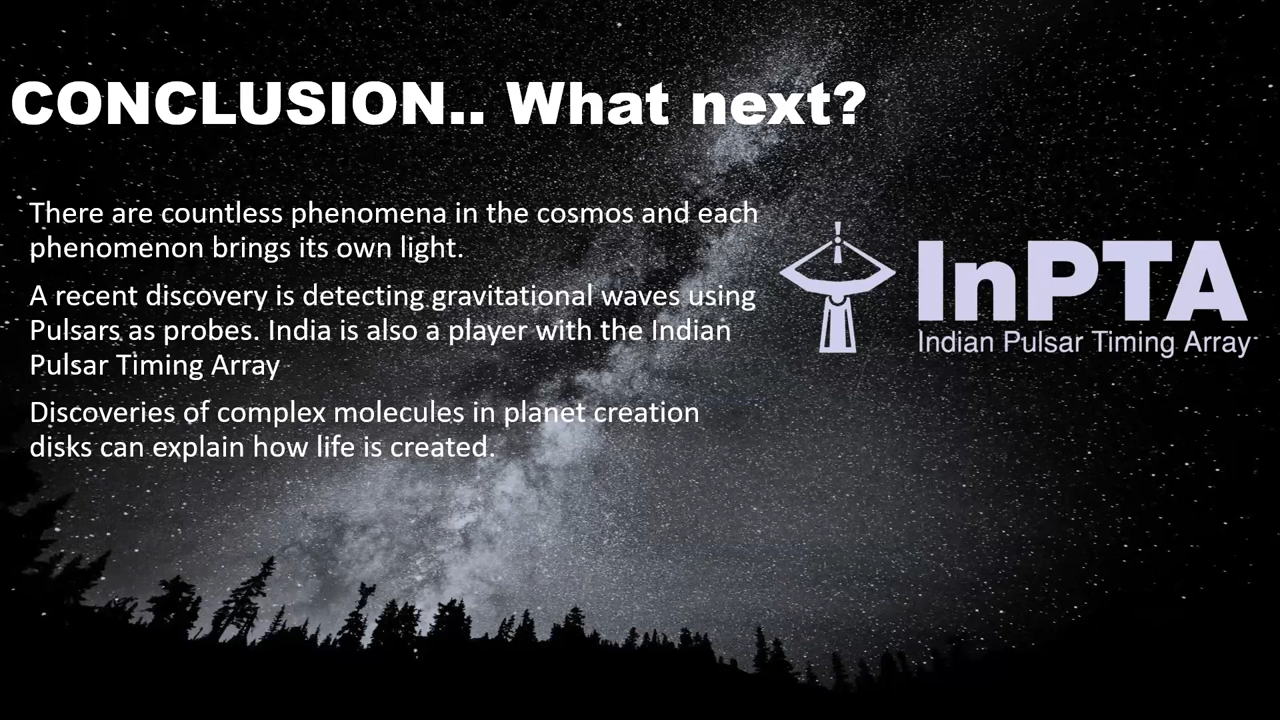 CONCLUSION.. What next?
There are countless phenomena in the cosmos and each
phenomenon brings its own light.
A recent discovery is detecting gravitational waves using
Pulsars as probes. India is also a player with the Indian
Pulsar Timing Array
Discoveries of complex molecules in planet creation
disks can explain how life is created.
InPTA
Indian Pulsar Timing Array